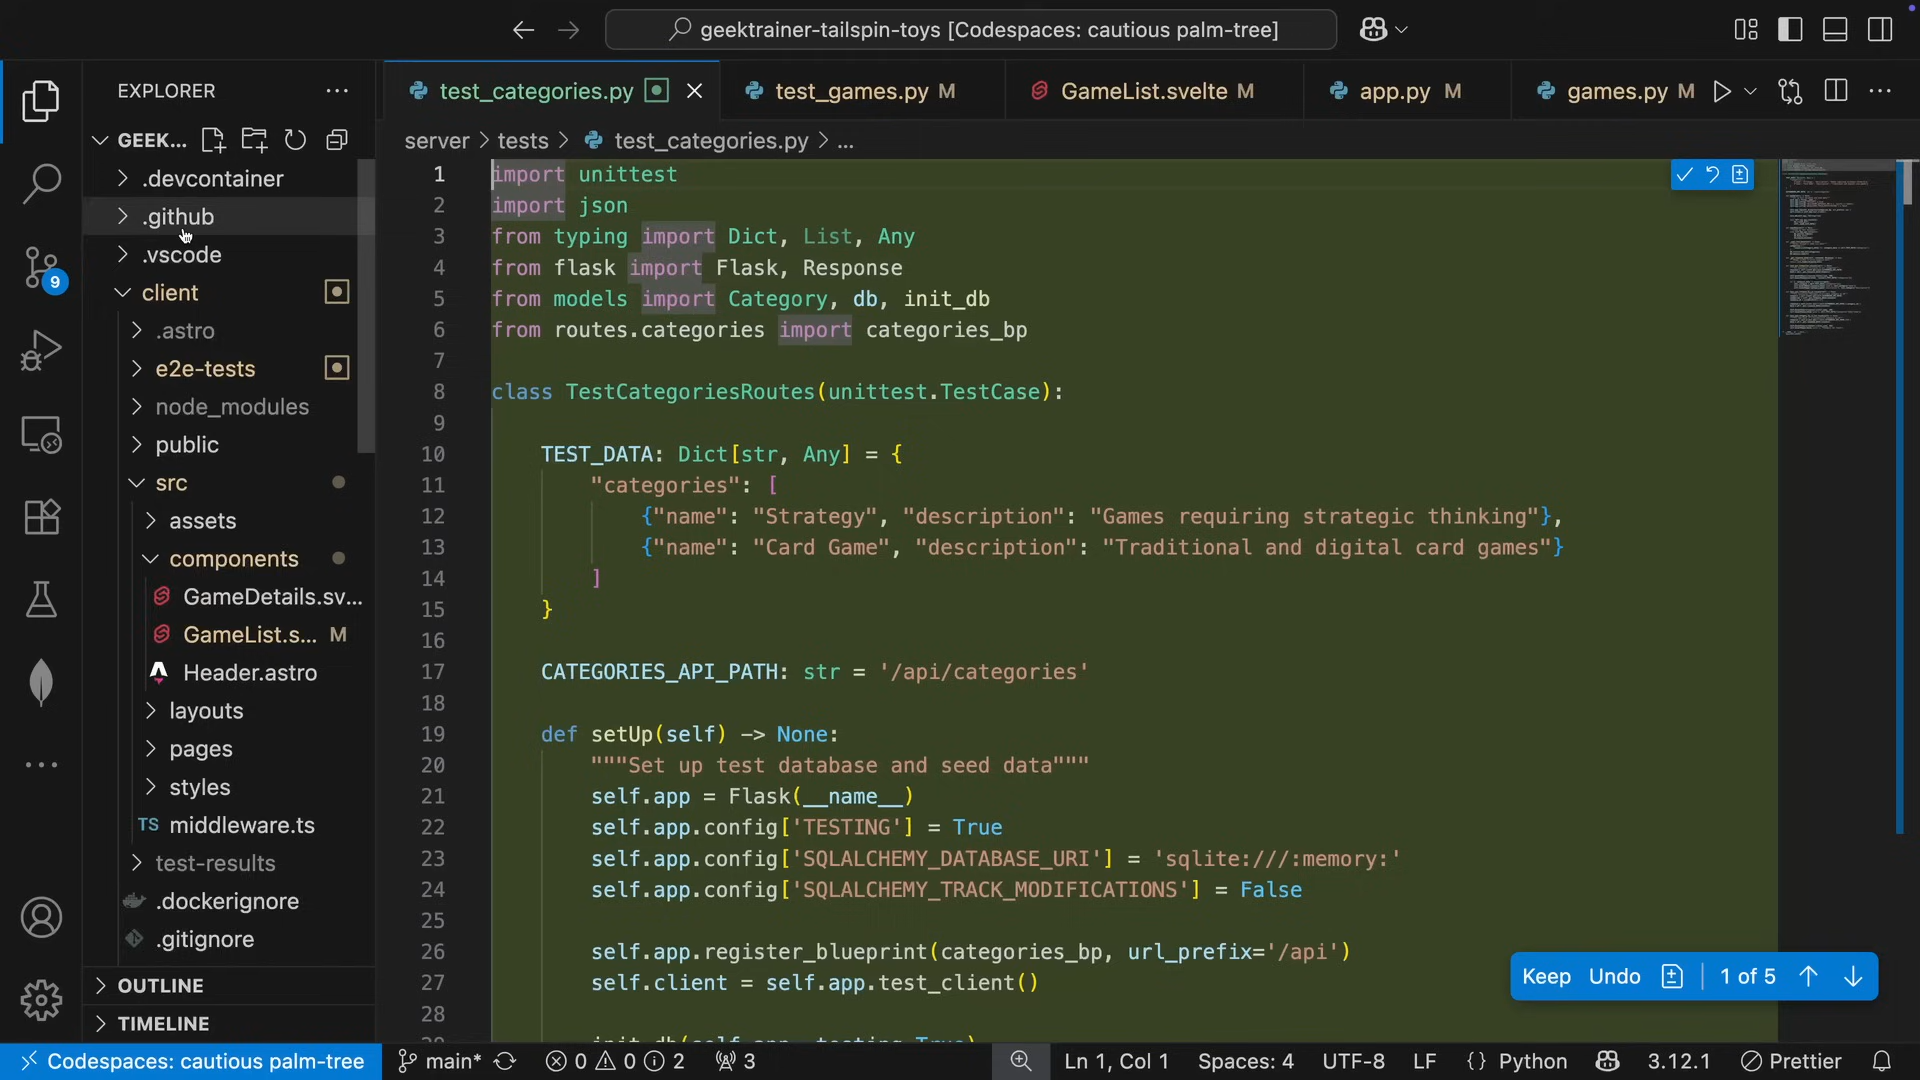 geektrainer-tailspin-toys [Codespaces: cautious palm-tree]
EXPLORER
GEEK...
.devcontainer
.github
.vscode
client
.astro
e2e-tests
node_modules
public
src
assets
components
GameDetails.sv...
GameList.s... M
Header.astro
layouts
pages
styles
TS middleware.ts
test-results
.dockerignore
.gitignore
OUTLINE
TIMELINE
9
test_categories.py
test_games.py M
GameList.svelte M
app.py M
games.py M
server > tests > test_categories.py > ...
1 import unittest
2 import json
3 from typing import Dict, List, Any
4 from flask import Flask, Response
5 from models import Category, db, init_db
6 from routes.categories import categories_bp
7
8 class TestCategoriesRoutes(unittest.TestCase):
9
10 TEST_DATA: Dict[str, Any] = {
11 "categories": [
12 {"name": "Strategy", "description": "Games requiring strategic thinking"},
13 {"name": "Card Game", "description": "Traditional and digital card games"}
14 ]
15 }
16
17 CATEGORIES_API_PATH: str = '/api/categories'
18
19 def setUp(self) -> None:
20 """Set up test database and seed data"""
21 self.app = Flask(__name__)
22 self.app.config['TESTING'] = True
23 self.app.config['SQLALCHEMY_DATABASE_URI'] = 'sqlite:///:memory:'
24 self.app.config['SQLALCHEMY_TRACK_MODIFICATIONS'] = False
25
26 self.app.register_blueprint(categories_bp, url_prefix='/api')
27 self.client = self.app.test_client()
28
Keep Undo 1 of 5
Codespaces: cautious palm-tree main* 0 0 2 3 Ln 1, Col 1 Spaces: 4 UTF-8 LF {} Python 3.12.1 Prettier